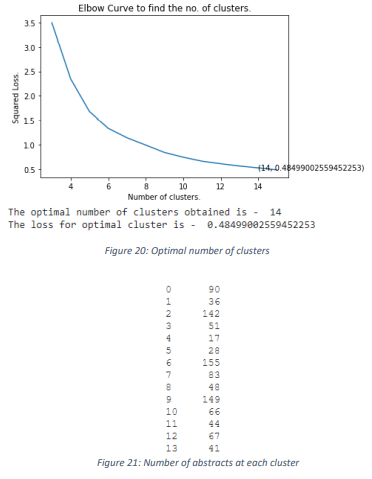 Elbow Curve to find the no. of clusters.
3.5
3.0
2.5
2.0
1.5
1.0
0.5
Squared Loss.
(14, 0.48499002559452253)
4 6 8 10 12 14
Number of clusters.
The optimal number of clusters obtained is - 14
The loss for optimal cluster is - 0.48499002559452253
Figure 20: Optimal number of clusters
0 90
1 36
2 142
3 51
4 17
5 28
6 155
7 83
8 48
9 149
10 66
11 44
12 67
13 41
Figure 21: Number of abstracts at each cluster